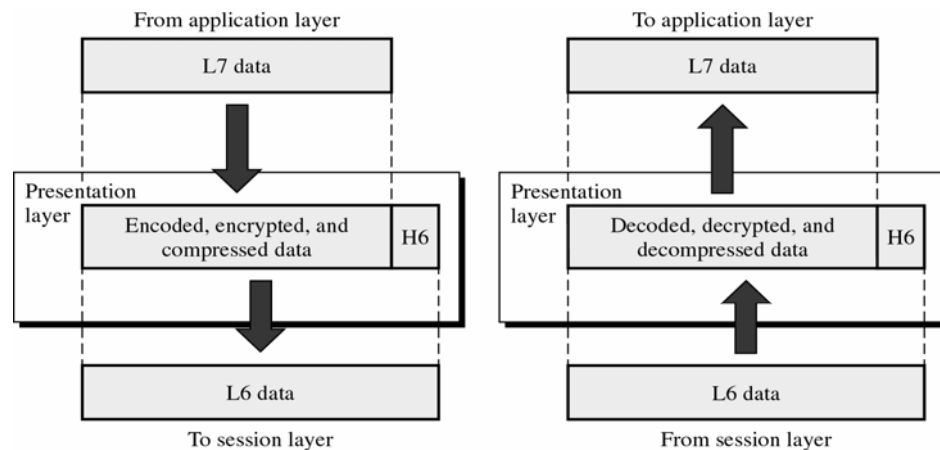 From application layer
L7 data
Presentation
layer
Encoded, encrypted, and
compressed data
H6
L6 data
To session layer
To application layer
L7 data
Presentation
layer
Decoded, decrypted, and
decompressed data
H6
L6 data
From session layer